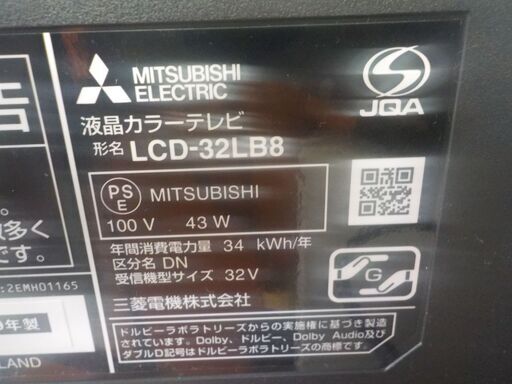 告
MITSUBISHI
ELECTRIC
JQA
液晶カラーテレビ
形名 LCD-32LB8
PS
E
MITSUBISHI
100 V 43 W
年間消費電力量 34 kWh/年
区分名 DN
受信機型サイズ 32V
三菱電機株式会社
G
ドルビーラボラトリーズからの実施権に基づき製造
されています。Dolby、ドルビー、Dolby Audio及び
ダブルD記号はドルビーラボラトリーズの商標です。
多く
です。
:2EMH01165
9年製
LAND